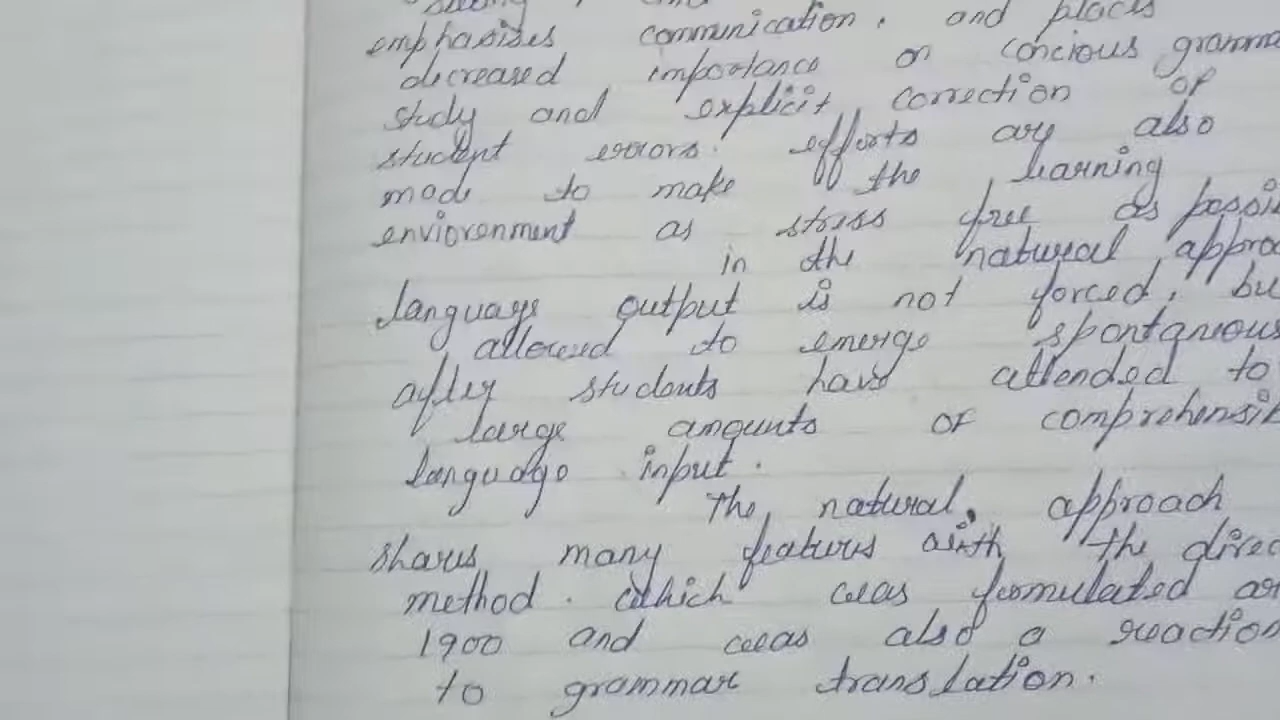 emphasises communication. and places
decreased importance on concious gramma
study and explicit correction of
student errors. efforts are also
made to make the learning
enviorenment as stress free as possi
in the natural approa
language output is not forced, bu
allowed to emerge spontaneous
after students have attended to
large amounts of comprehensi
language input.
The natural, approach
shares many features with the direc
method. which was formulated ar
1900 and was also a reaction
to grammar translation.